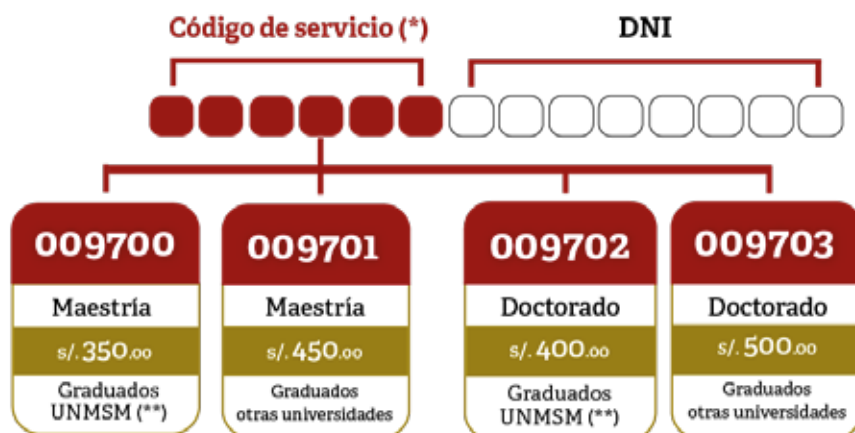 Código de servicio (*)
DNI
009700
Maestría
s/.350.00
Graduados
UNMSM (**)
009701
Maestría
s/.450.00
Graduados
otras universidades
009702
Doctorado
s/.400.00
Graduados
UNMSM (**)
009703
Doctorado
s/.500.00
Graduados
otras universidades